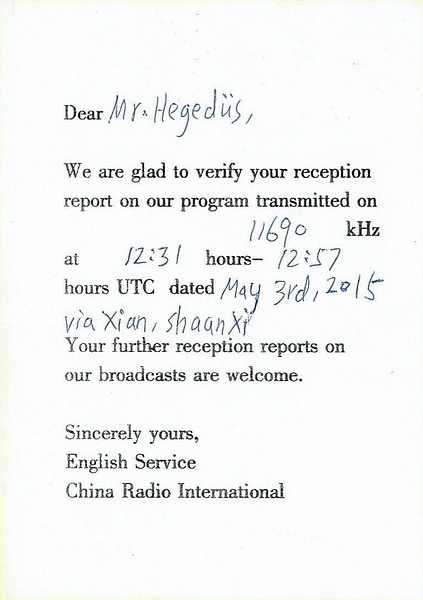 Dear Mr. Hegedüs,
We are glad to verify your reception
report on our program transmitted on
11690 kHz
at 12:31 hours– 12:57
hours UTC dated May 3rd, 2015
via Xian, shaanxi
Your further reception reports on
our broadcasts are welcome.
Sincerely yours,
English Service
China Radio International